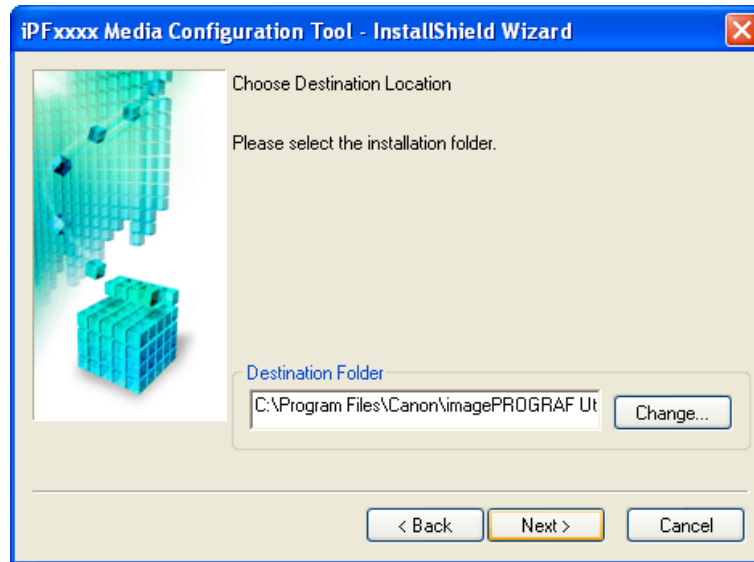 iPFxxxx Media Configuration Tool - InstallShield Wizard
Choose Destination Location
Please select the installation folder.
Destination Folder
C:\Program Files\Canon\imagePROGRAF Ut
Change...
< Back
Next >
Cancel